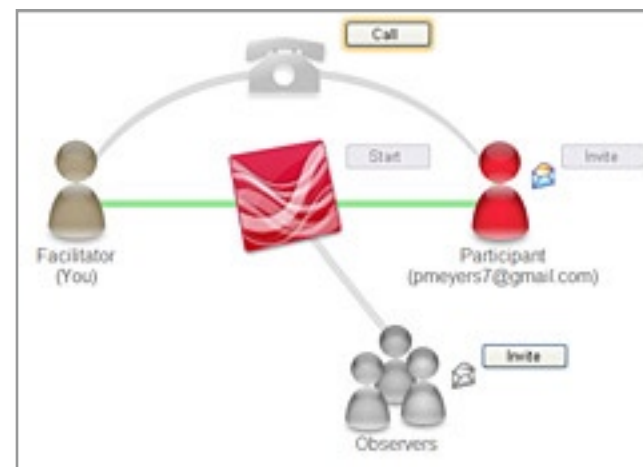 Call
Start
Invite
Facilitator
(You)
Participant
(pmeyers7@gmail.com)
Invite
Observers